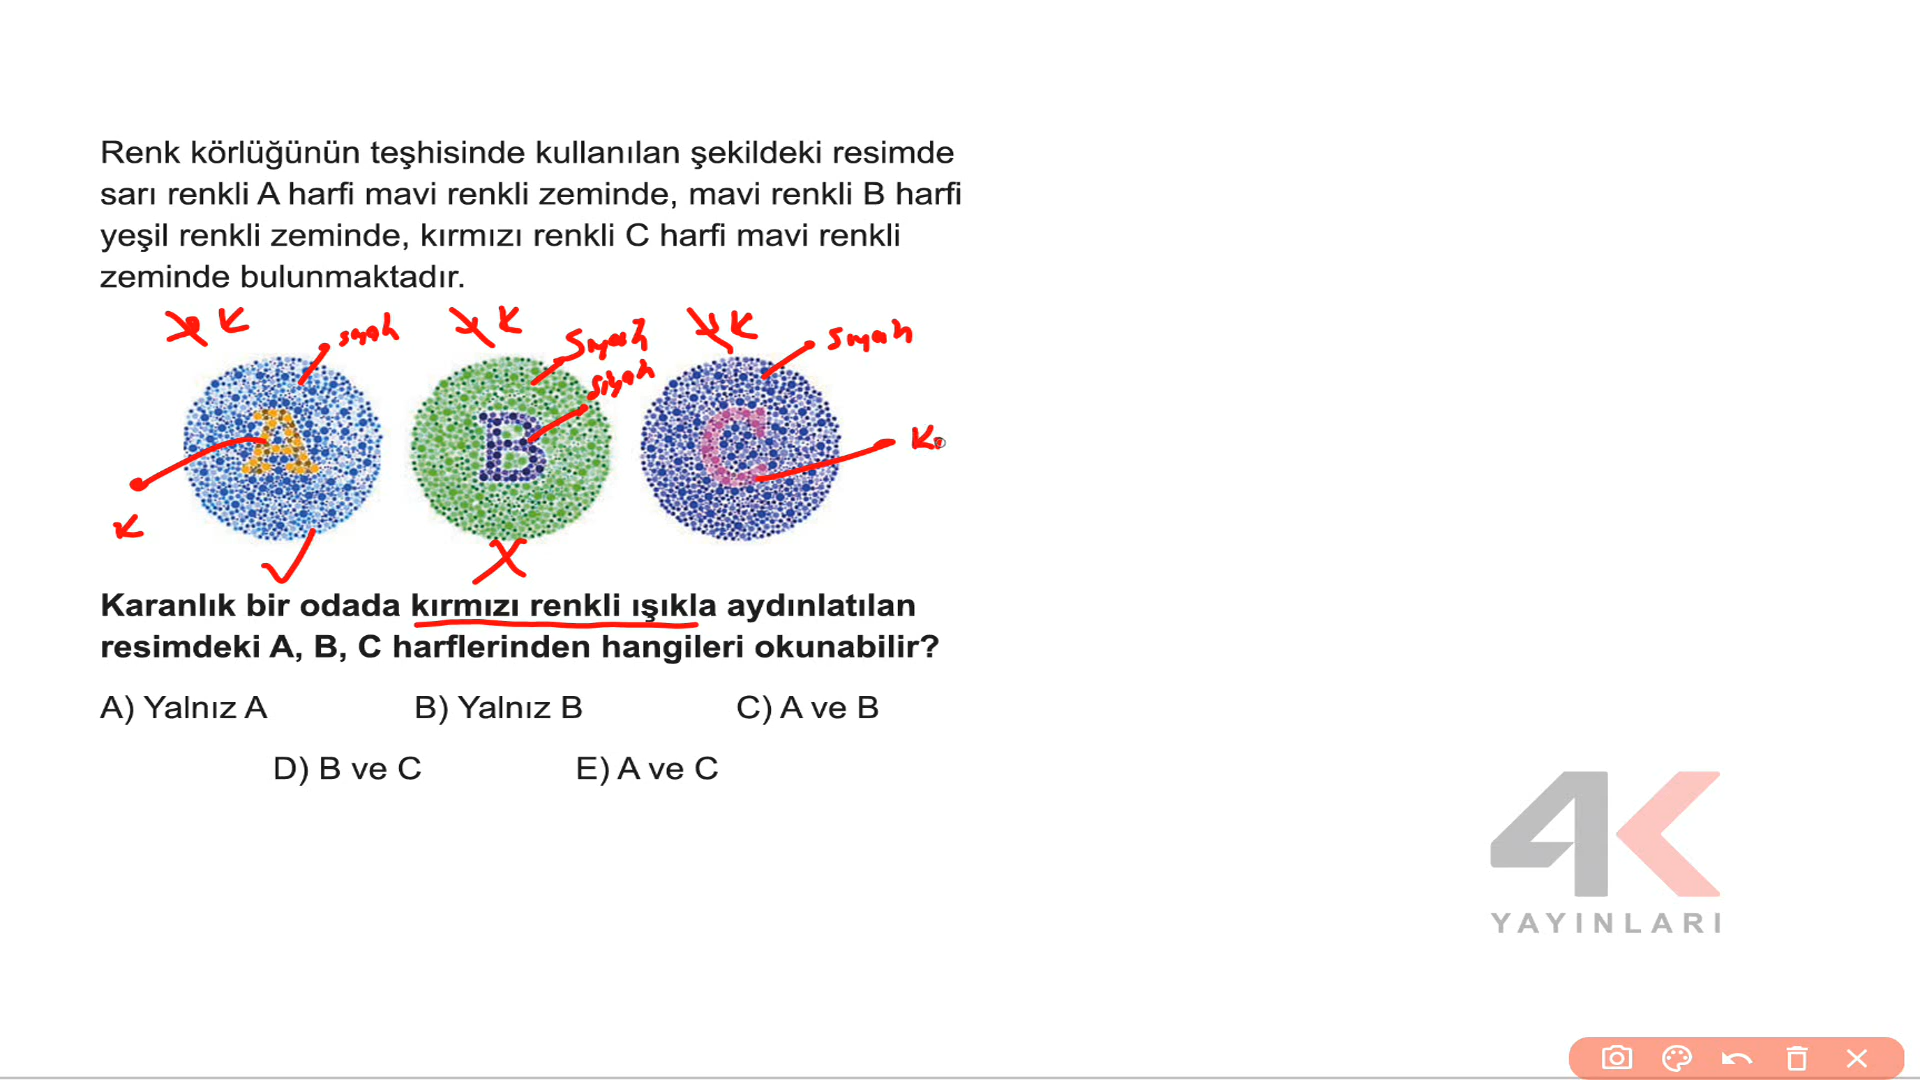 Renk körlüğünün teşhisinde kullanılan şekildeki resimde
sarı renkli A harfi mavi renkli zeminde, mavi renkli B harfi
yeşil renkli zeminde, kırmızı renkli C harfi mavi renkli
zeminde bulunmaktadır.
K siyah K Siyah K Siyah
siyah
A B C K
K
Karanlık bir odada kırmızı renkli ışıkla aydınlatılan
resimdeki A, B, C harflerinden hangileri okunabilir?
A) Yalnız A B) Yalnız B C) A ve B
D) B ve C E) A ve C
4K
YAYINLARI